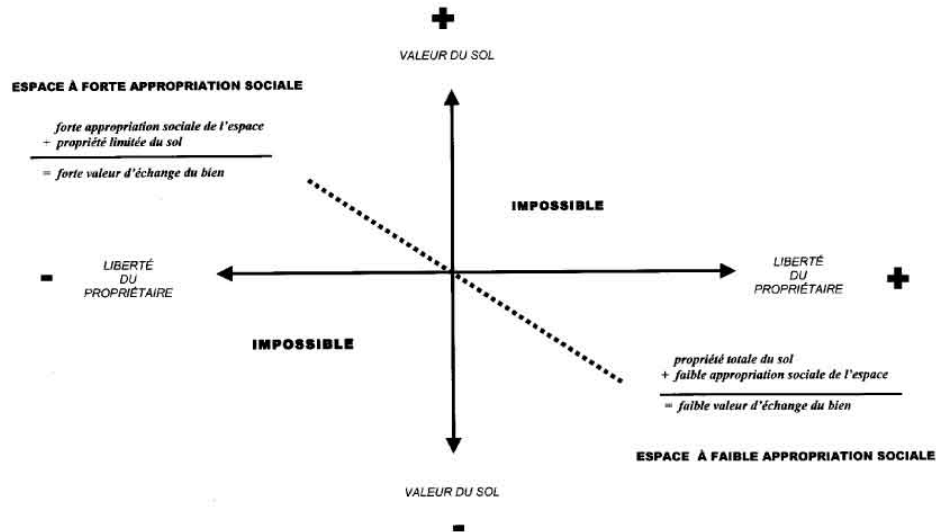 +
VALEUR DU SOL
ESPACE À FORTE APPROPRIATION SOCIALE
forte appropriation sociale de l'espace
+ propriété limitée du sol
= forte valeur d'échange du bien
IMPOSSIBLE
-
LIBERTÉ
DU
PROPRIÉTAIRE
LIBERTÉ
DU
PROPRIÉTAIRE
+
IMPOSSIBLE
propriété totale du sol
+ faible appropriation sociale de l'espace
= faible valeur d'échange du bien
ESPACE À FAIBLE APPROPRIATION SOCIALE
VALEUR DU SOL
-